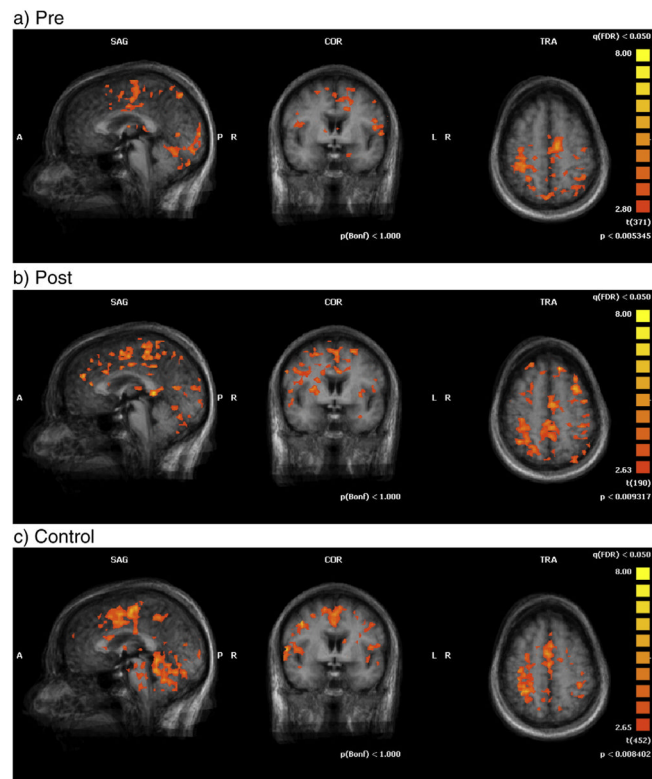 a) Pre
SAG COR TRA q(FDR) < 0.050
8.00
A P R L R
2.80
t(371)
p(Bonf) < 1.000 p < 0.005345
b) Post
SAG COR TRA q(FDR) < 0.050
8.00
A P R L R
2.63
t(190)
p(Bonf) < 1.000 p < 0.009317
c) Control
SAG COR TRA q(FDR) < 0.050
8.00
A P R L R
2.65
t(452)
p(Bonf) < 1.000 p < 0.008402